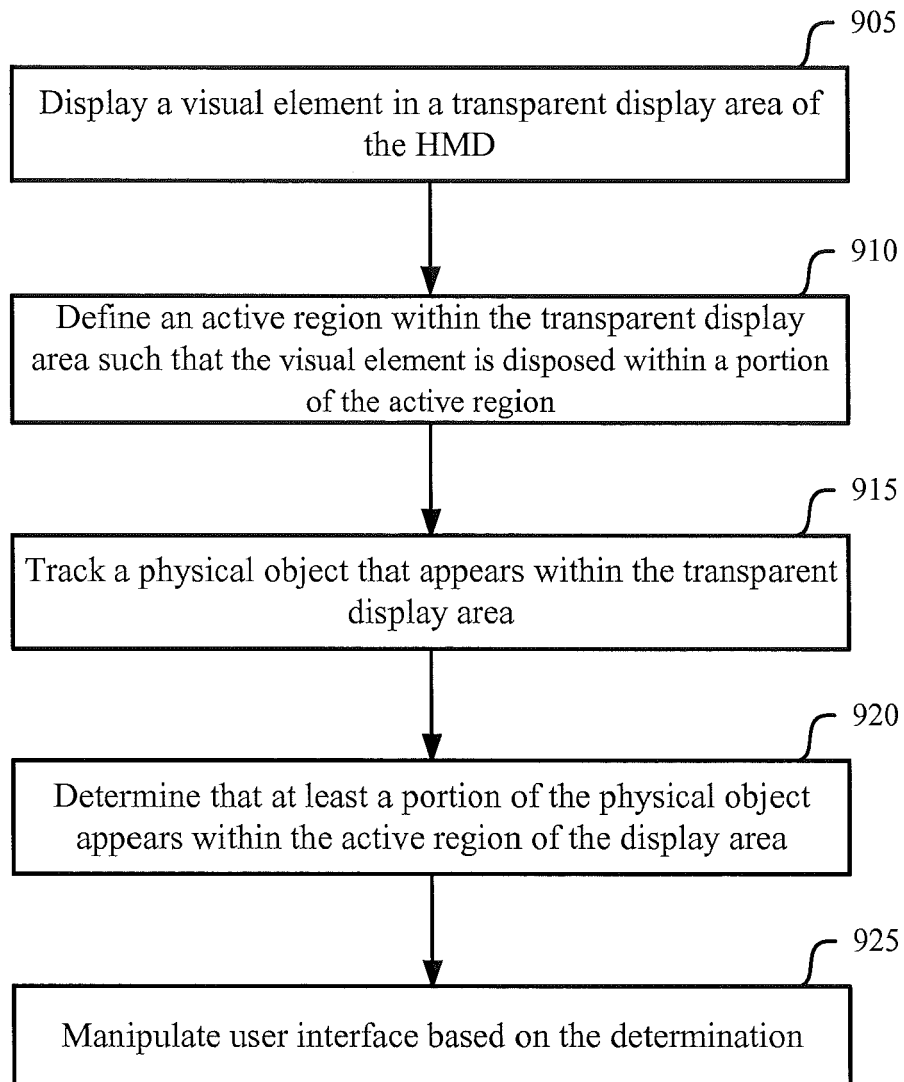 905
Display a visual element in a transparent display area of
the HMD
910
Define an active region within the transparent display
area such that the visual element is disposed within a portion
of the active region
915
Track a physical object that appears within the transparent
display area
920
Determine that at least a portion of the physical object
appears within the active region of the display area
925
Manipulate user interface based on the determination